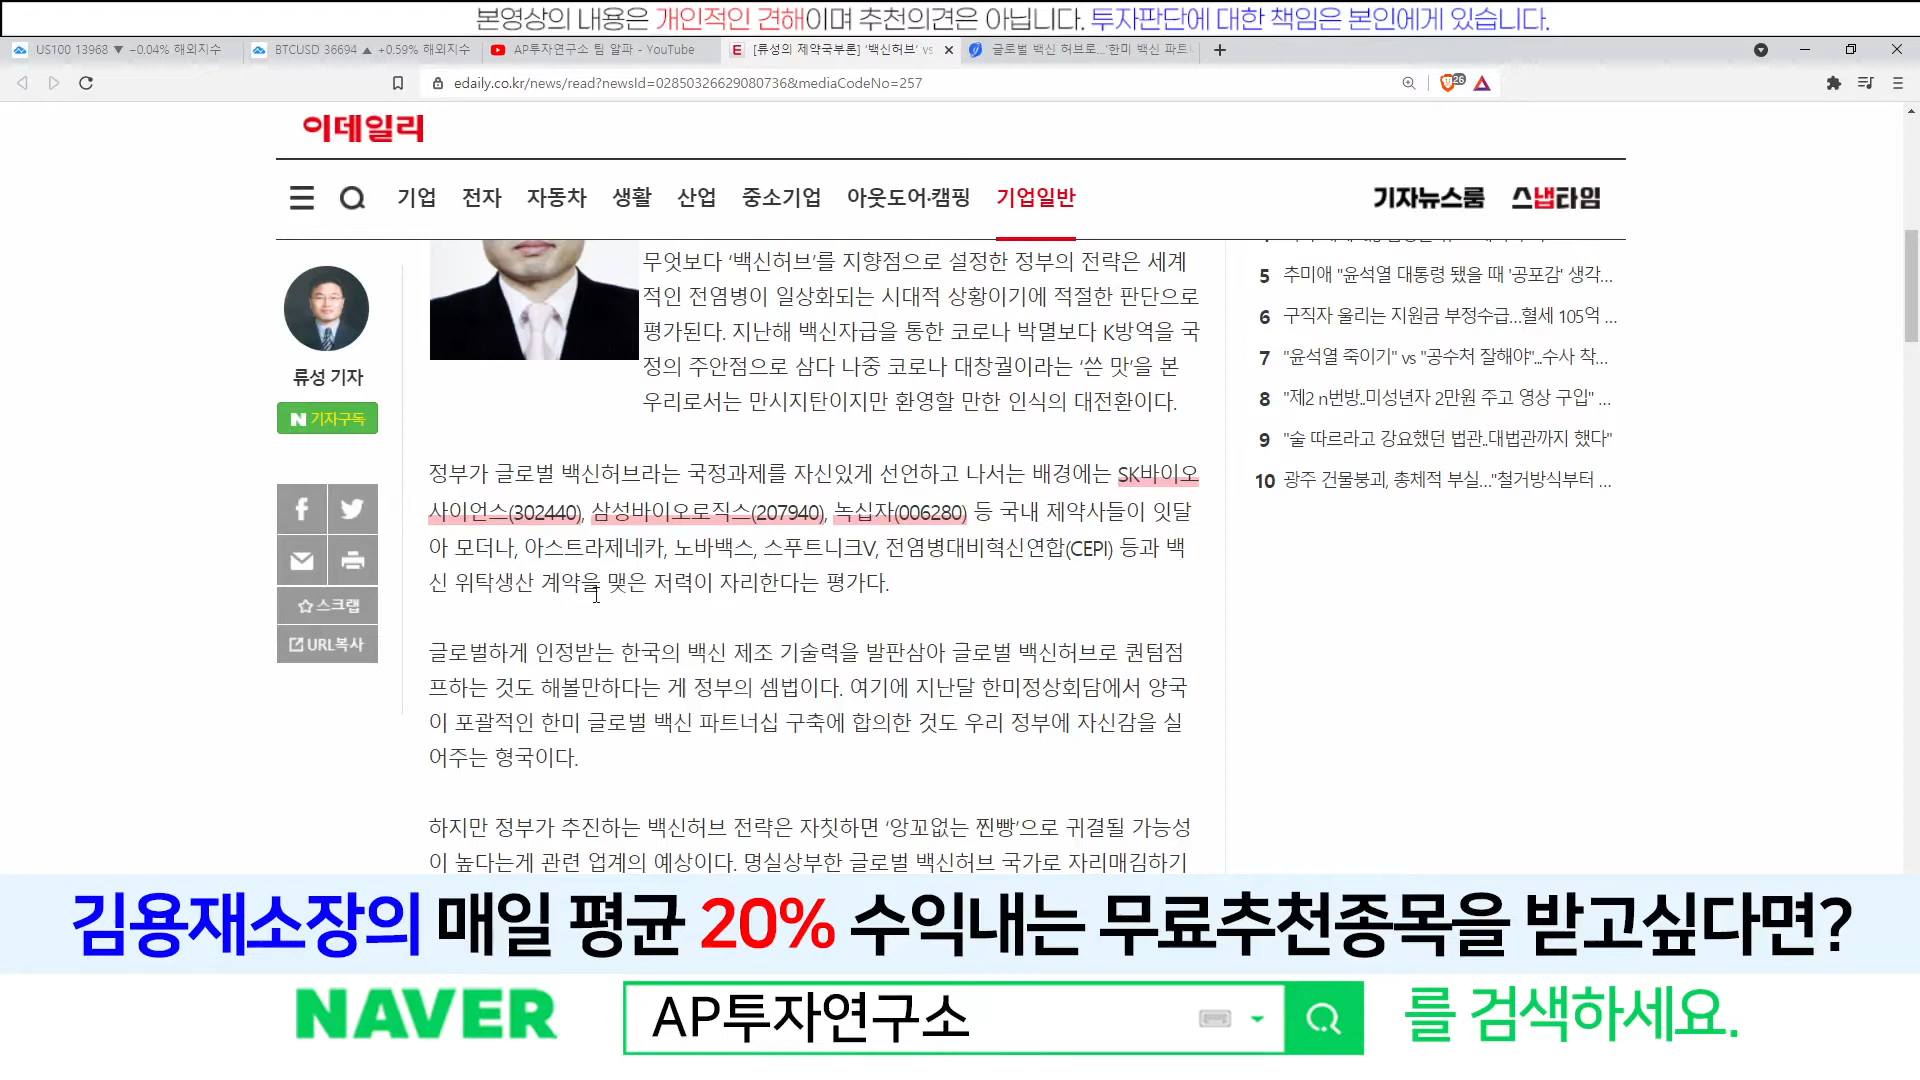 본영상의 내용은 개인적인 견해이며 추천의견은 아닙니다. 투자판단에 대한 책임은 본인에게 있습니다.
US100 13968 ▼ −0.04% 해외지수
BTCUSD 36694 ▲ +0.59% 해외지수
AP투자연구소 팀 알파 - YouTube
[류성의 제약국부론] '백신허브' vs
글로벌 백신 허브로...'한미 백신 파트
edaily.co.kr/news/read?newsId=02850326629080736&mediaCodeNo=257
26
이데일리
기업 전자 자동차 생활 산업 중소기업 아웃도어·캠핑 기업일반
기자뉴스룸 스냅타임
류성 기자
N 기자구독
스크랩
URL복사
무엇보다 ‘백신허브’를 지향점으로 설정한 정부의 전략은 세계
적인 전염병이 일상화되는 시대적 상황이기에 적절한 판단으로
평가된다. 지난해 백신자급을 통한 코로나 박멸보다 K방역을 국
정의 주안점으로 삼다 나중 코로나 대창궐이라는 ‘쓴 맛’을 본
우리로서는 만시지탄이지만 환영할 만한 인식의 대전환이다.
정부가 글로벌 백신허브라는 국정과제를 자신있게 선언하고 나서는 배경에는 SK바이오
사이언스(302440), 삼성바이오로직스(207940), 녹십자(006280) 등 국내 제약사들이 잇달
아 모더나, 아스트라제네카, 노바백스, 스푸트니크V, 전염병대비혁신연합(CEPI) 등과 백
신 위탁생산 계약을 맺은 저력이 자리한다는 평가다.
글로벌하게 인정받는 한국의 백신 제조 기술력을 발판삼아 글로벌 백신허브로 퀀텀점
프하는 것도 해볼만하다는 게 정부의 셈법이다. 여기에 지난달 한미정상회담에서 양국
이 포괄적인 한미 글로벌 백신 파트너십 구축에 합의한 것도 우리 정부에 자신감을 실
어주는 형국이다.
하지만 정부가 추진하는 백신허브 전략은 자칫하면 ‘앙꼬없는 찐빵’으로 귀결될 가능성
이 높다는게 관련 업계의 예상이다. 명실상부한 글로벌 백신허브 국가로 자리매김하기
5 추미애 "윤석열 대통령 됐을 때 '공포감' 생각...
6 구직자 울리는 지원금 부정수급...혈세 105억 ...
7 "윤석열 죽이기" vs "공수처 잘해야"...수사 착...
8 "제2 n번방..미성년자 2만원 주고 영상 구입" ...
9 "술 따르라고 강요했던 법관..대법관까지 했다"
10 광주 건물붕괴, 총체적 부실..."철거방식부터 ...
김용재소장의 매일 평균 20% 수익내는 무료추천종목을 받고싶다면?
NAVER AP투자연구소 를 검색하세요.